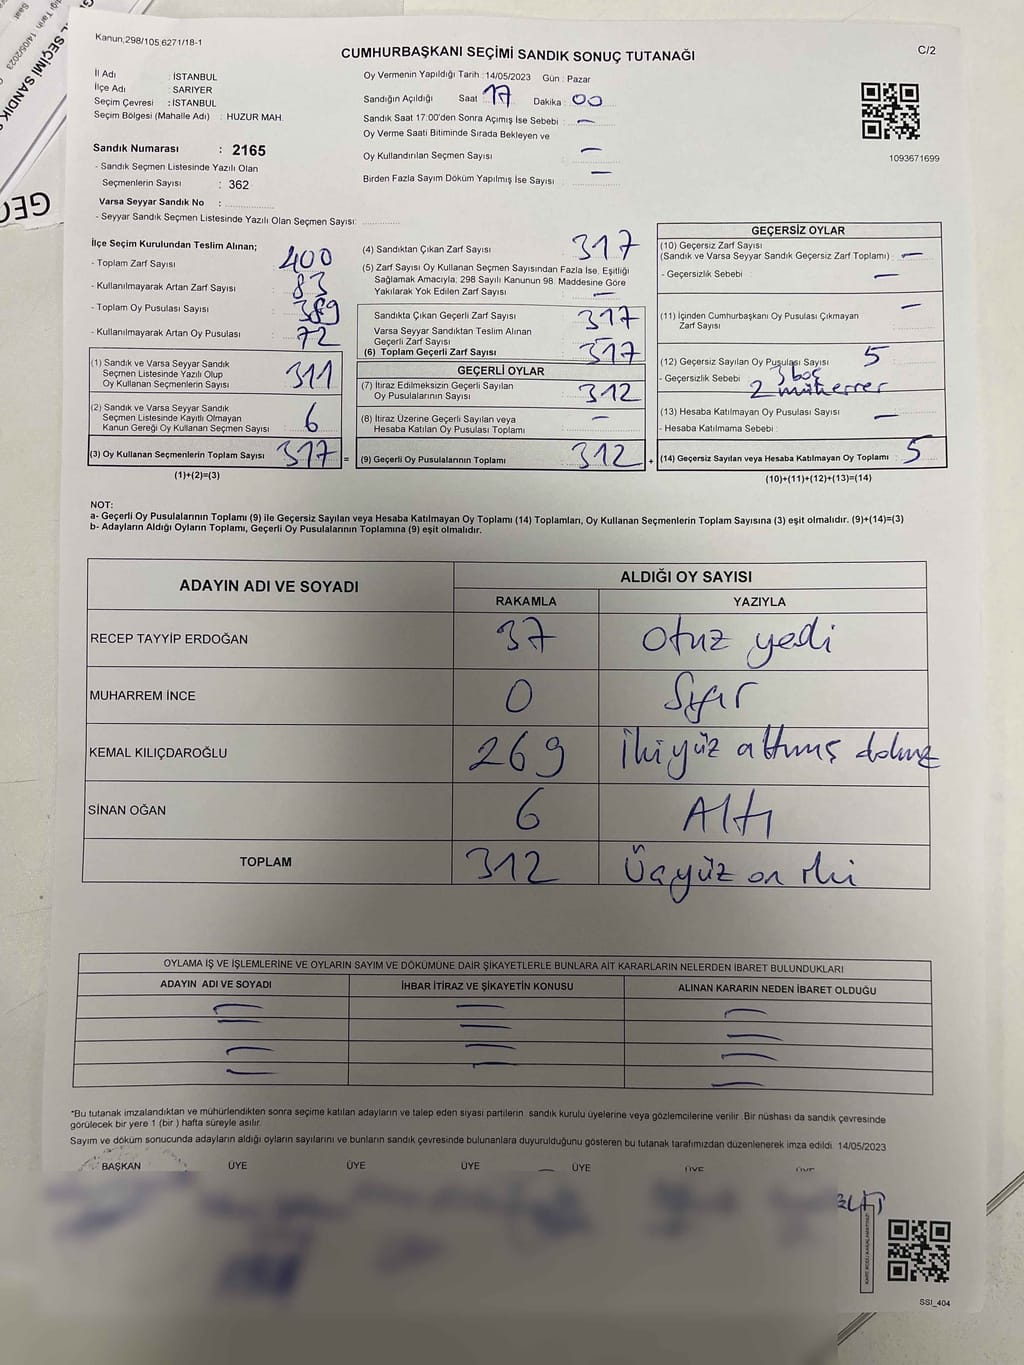 Kanun,298/105 6271/18-1
C/2
CUMHURBAŞKANI SEÇİMİ SANDIK SONUÇ TUTANAĞI
İl Adı : İSTANBUL
İlçe Adı : SARIYER
Seçim Çevresi : İSTANBUL
Seçim Bölgesi (Mahalle Adı) : HUZUR MAH.
Oy Vermenin Yapıldığı Tarih : 14/05/2023 Gün : Pazar
Sandığın Açıldığı Saat 17 Dakika 00
Sandık Saat 17:00'den Sonra Açımış İse Sebebi : —
Oy Verme Saati Bitiminde Sırada Bekleyen ve
Oy Kullandırılan Seçmen Sayısı : —
Birden Fazla Sayım Döküm Yapılmış İse Sayısı : —
1093671699
Sandık Numarası : 2165
- Sandık Seçmen Listesinde Yazılı Olan
Seçmenlerin Sayısı : 362
Varsa Seyyar Sandık No :
- Seyyar Sandık Seçmen Listesinde Yazılı Olan Seçmen Sayısı:
İlçe Seçim Kurulundan Teslim Alınan;
- Toplam Zarf Sayısı : 400
- Kullanılmayarak Artan Zarf Sayısı : 83
- Toplam Oy Pusulası Sayısı : 389
- Kullanılmayarak Artan Oy Pusulası : 72
(1) Sandık ve Varsa Seyyar Sandık
Seçmen Listesinde Yazılı Olup
Oy Kullanan Seçmenlerin Sayısı : 311
(2) Sandık ve Varsa Seyyar Sandık
Seçmen Listesinde Kayıtlı Olmayan
Kanun Gereği Oy Kullanan Seçmen Sayısı : 6
(3) Oy Kullanan Seçmenlerin Toplam Sayısı : 317 =
(1)+(2)=(3)
(4) Sandıktan Çıkan Zarf Sayısı : 317
(5) Zarf Sayısı Oy Kullanan Seçmen Sayısından Fazla İse, Eşitliği
Sağlamak Amacıyla; 298 Sayılı Kanunun 98. Maddesine Göre
Yakılarak Yok Edilen Zarf Sayısı : —
Sandıkta Çıkan Geçerli Zarf Sayısı : 317
Varsa Seyyar Sandıktan Teslim Alınan
Geçerli Zarf Sayısı :
(6) Toplam Geçerli Zarf Sayısı : 317
GEÇERLİ OYLAR
(7) İtiraz Edilmeksizin Geçerli Sayılan
Oy Pusulalarının Sayısı : 312
(8) İtiraz Üzerine Geçerli Sayılan veya
Hesaba Katılan Oy Pusulası Toplamı : —
(9) Geçerli Oy Pusulalarının Toplamı : 312 +
GEÇERSİZ OYLAR
(10) Geçersiz Zarf Sayısı
(Sandık ve Varsa Seyyar Sandık Geçersiz Zarf Toplamı) : —
- Geçersizlik Sebebi : —
(11) İçinden Cumhurbaşkanı Oy Pusulası Çıkmayan : —
Zarf Sayısı
(12) Geçersiz Sayılan Oy Pusulası Sayısı : 5
- Geçersizlik Sebebi : 3 boş
2 müherrer
(13) Hesaba Katılmayan Oy Pusulası Sayısı : —
- Hesaba Katılmama Sebebi :
(14) Geçersiz Sayılan veya Hesaba Katılmayan Oy Toplamı : 5
(10)+(11)+(12)+(13)=(14)
NOT:
a- Geçerli Oy Pusulalarının Toplamı (9) ile Geçersiz Sayılan veya Hesaba Katılmayan Oy Toplamı (14) Toplamları, Oy Kullanan Seçmenlerin Toplam Sayısına (3) eşit olmalıdır. (9)+(14)=(3)
b- Adayların Aldığı Oyların Toplamı, Geçerli Oy Pusulalarının Toplamına (9) eşit olmalıdır.
ADAYIN ADI VE SOYADI
ALDIĞI OY SAYISI
RAKAMLA YAZIYLA
RECEP TAYYİP ERDOĞAN 37 Otuz yedi
MUHARREM İNCE 0 Sıfır
KEMAL KILIÇDAROĞLU 269 İkiyüz altmış dokuz
SİNAN OĞAN 6 Altı
TOPLAM 312 Üçyüz on iki
OYLAMA İŞ VE İŞLEMLERİNE VE OYLARIN SAYIM VE DÖKÜMÜNE DAİR ŞİKAYETLERLE BUNLARA AİT KARARLARIN NELERDEN İBARET BULUNDUKLARI
ADAYIN ADI VE SOYADI İHBAR İTİRAZ VE ŞİKAYETİN KONUSU ALINAN KARARIN NEDEN İBARET OLDUĞU
*Bu tutanak imzalandıktan ve mühürlendikten sonra seçime katılan adayların ve talep eden siyasi partilerin sandık kurulu üyelerine veya gözlemcilerine verilir. Bir nüshası da sandık çevresinde
görülecek bir yere 1 (bir ) hafta süreyle asılır.
Sayım ve döküm sonucunda adayların aldığı oyların sayılarını ve bunların sandık çevresinde bulunanlara duyurulduğunu gösteren bu tutanak tarafımızdan düzenlenerek imza edildi. 14/05/2023
BAŞKAN ÜYE ÜYE ÜYE ÜYE ÜYE ÜYE
SSI_404